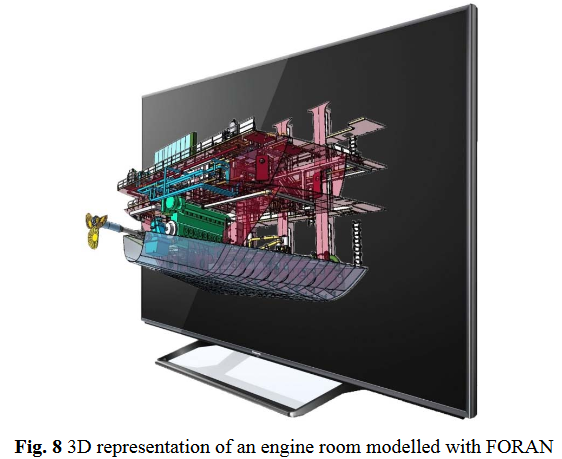 Fig. 8 3D representation of an engine room modelled with FORAN